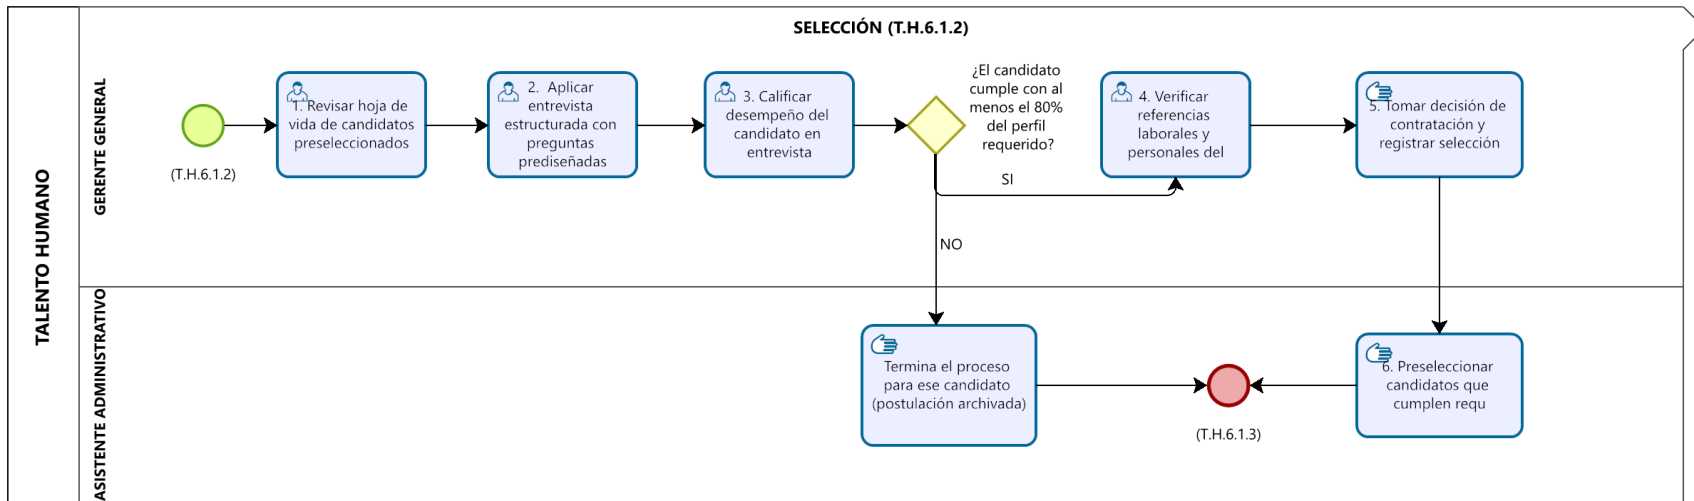 SELECCIÓN (T.H.6.1.2)
TALENTO HUMANO
GERENTE GENERAL
(T.H.6.1.2)
1. Revisar hoja de
vida de candidatos
preseleccionados
2. Aplicar
entrevista
estructurada con
preguntas
prediseñadas
3. Calificar
desempeño del
candidato en
entrevista
¿El candidato
cumple con al
menos el 80%
del perfil
requerido?
SI
NO
4. Verificar
referencias
laborales y
personales del
5. Tomar decisión de
contratación y
registrar selección
ASISTENTE ADMINISTRATIVO
Termina el proceso
para ese candidato
(postulación archivada)
(T.H.6.1.3)
6. Preseleccionar
candidatos que
cumplen requ